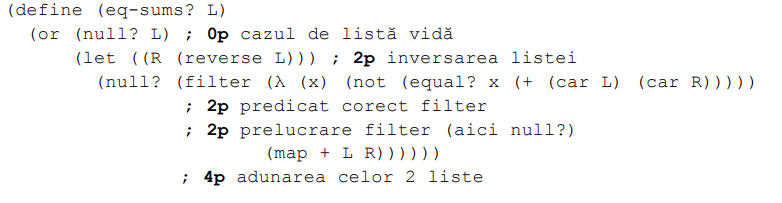 (define (eq-sums? L)
(or (null? L) ; 0p cazul de listă vidă
(let ((R (reverse L))) ; 2p inversarea listei
(null? (filter (λ (x) (not (equal? x (+ (car L) (car R)))))
; 2p predicat corect filter
; 2p prelucrare filter (aici null?)
(map + L R))))))
; 4p adunarea celor 2 liste